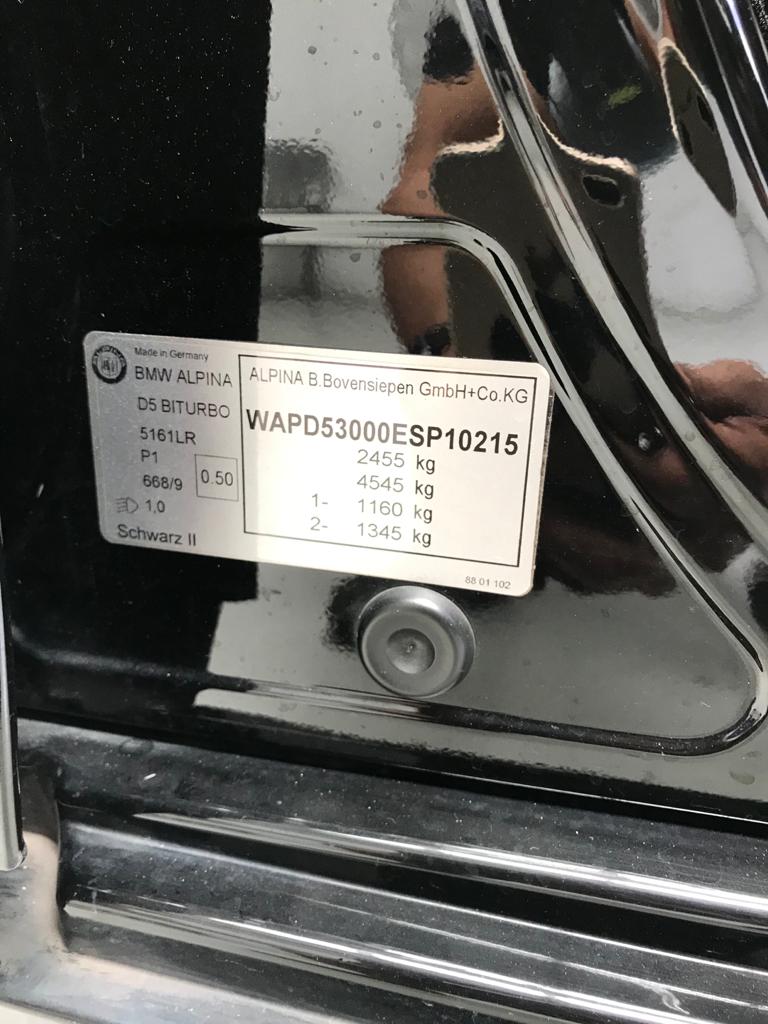 Made in Germany
BMW ALPINA
D5 BITURBO
5161LR
P1
668/9
0.50
1,0
Schwarz II
ALPINA B.Bovensiepen GmbH+Co.KG
WAPD53000ESP10215
2455 kg
4545 kg
1- 1160 kg
2- 1345 kg
88 01 102